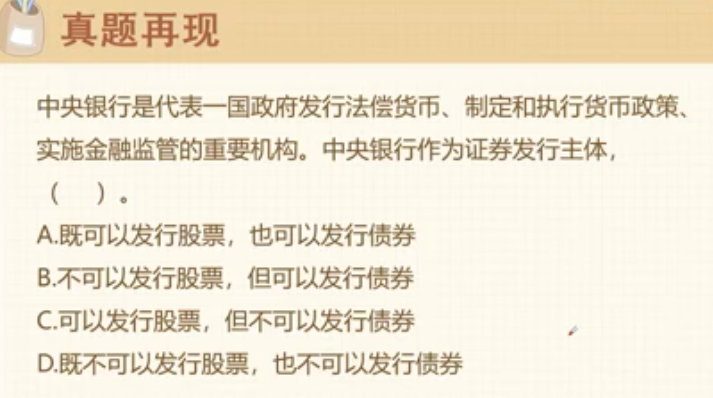 真题再现
中央银行是代表一国政府发行法偿货币、制定和执行货币政策、
实施金融监管的重要机构。中央银行作为证券发行主体，
（　）。
A.既可以发行股票，也可以发行债券
B.不可以发行股票，但可以发行债券
C.可以发行股票，但不可以发行债券
D.既不可以发行股票，也不可以发行债券